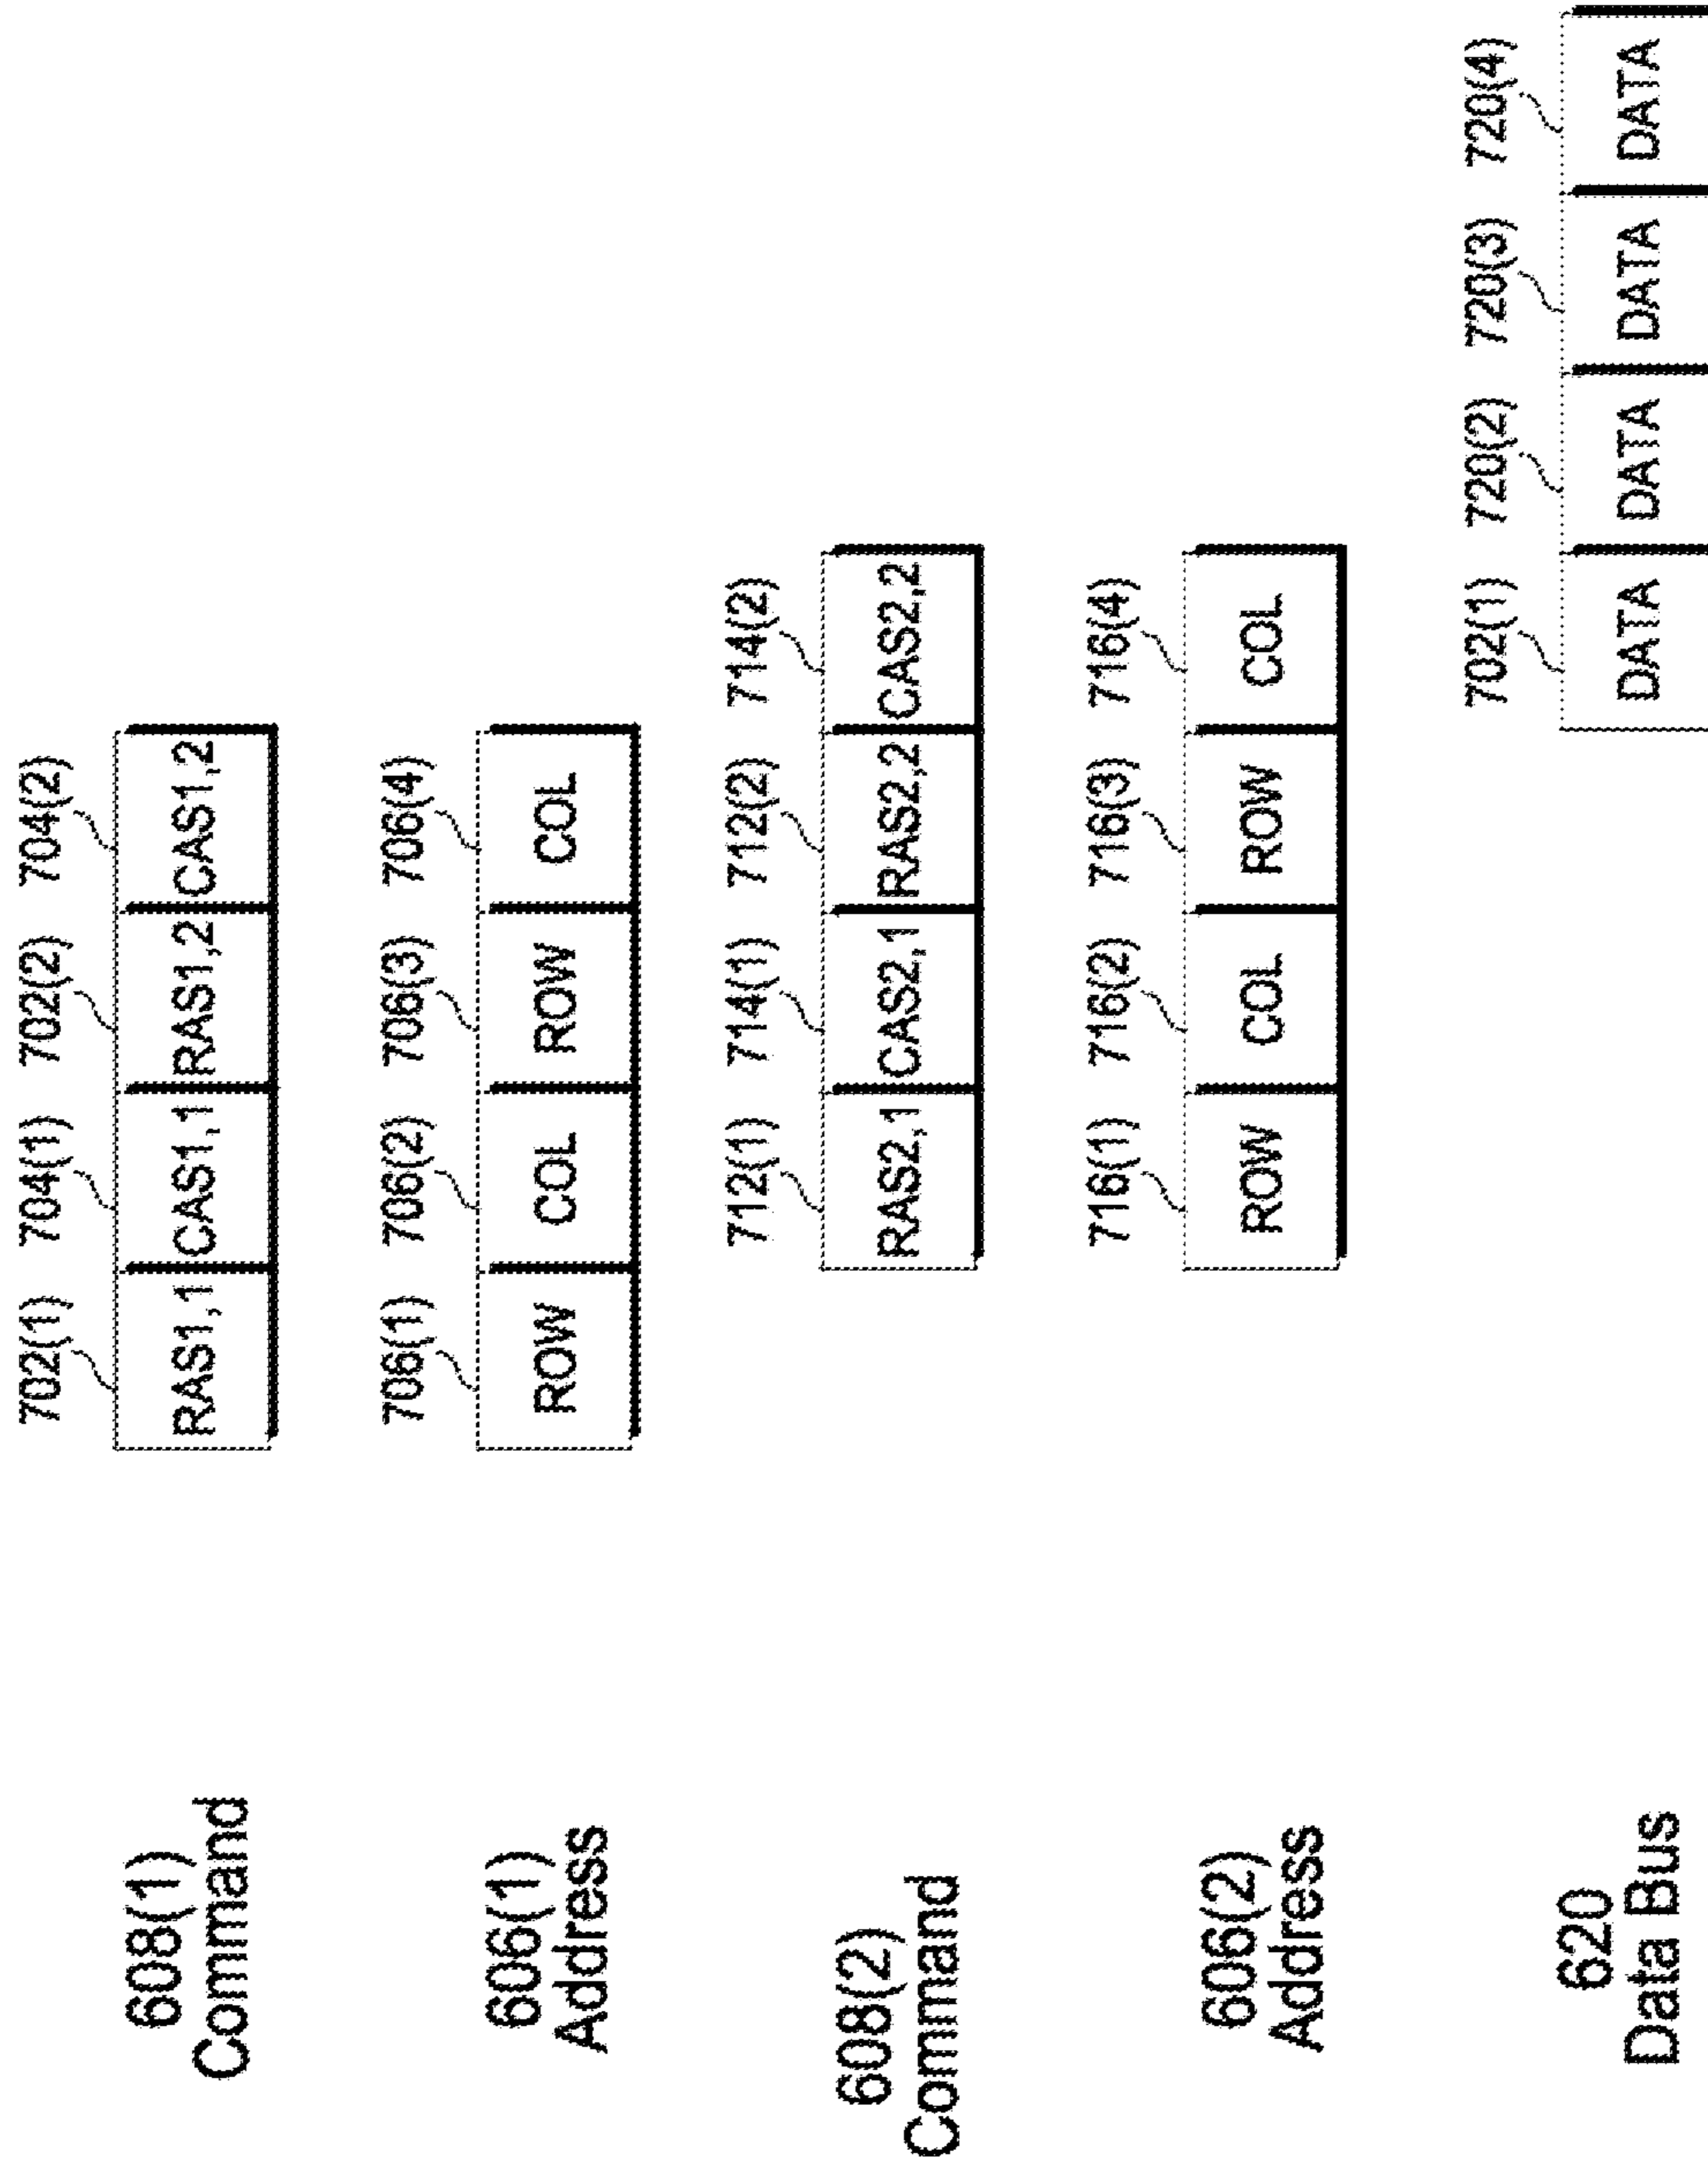 702(1) 704(1) 702(2) 704(2)
608(1)
Command
RAS1,1 CAS1,1 RAS1,2 CAS1,2
706(1) 706(2) 706(3) 706(4)
606(1)
Address
ROW COL ROW COL
712(1) 714(1) 712(2) 714(2)
608(2)
Command
RAS2,1 CAS2,1 RAS2,2 CAS2,2
716(1) 716(2) 716(3) 716(4)
606(2)
Address
ROW COL ROW COL
702(1) 720(2) 720(3) 720(4)
620
Data Bus
DATA DATA DATA DATA